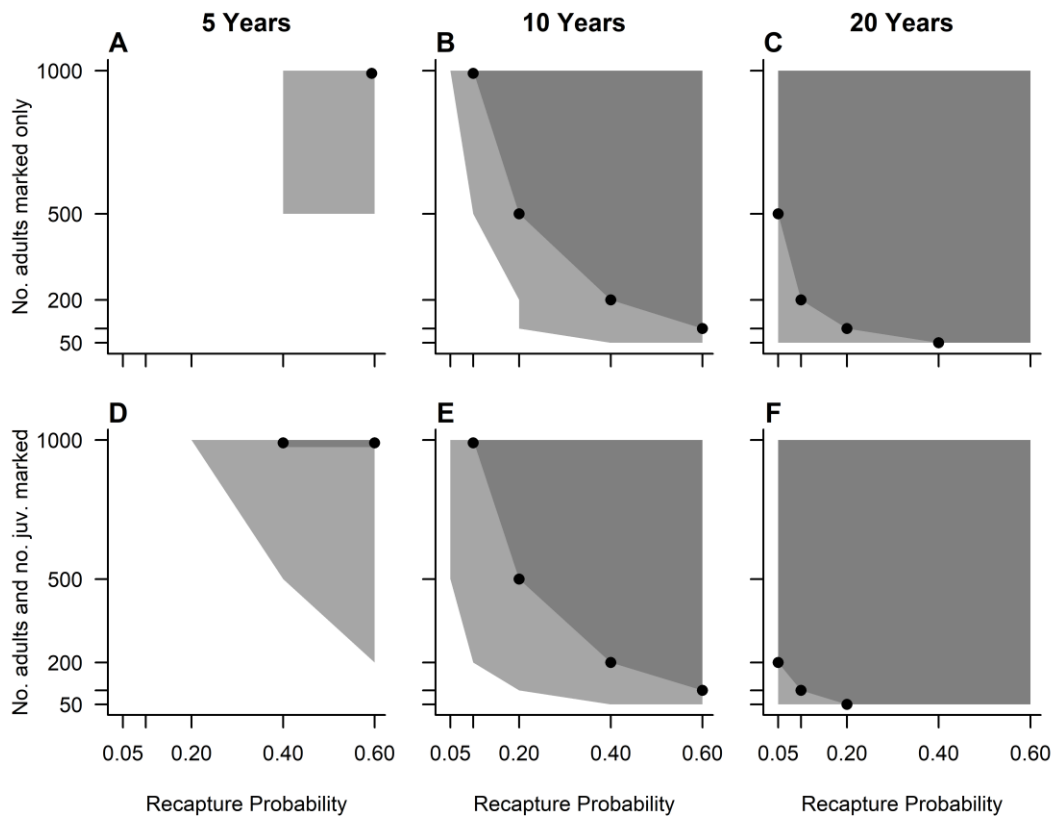 5 Years 10 Years 20 Years
A B C
No. adults marked only
1000
500
200
50
D E F
No. adults and no. juv. marked
1000
500
200
50
0.05 0.20 0.40 0.60 0.05 0.20 0.40 0.60 0.05 0.20 0.40 0.60
Recapture Probability Recapture Probability Recapture Probability